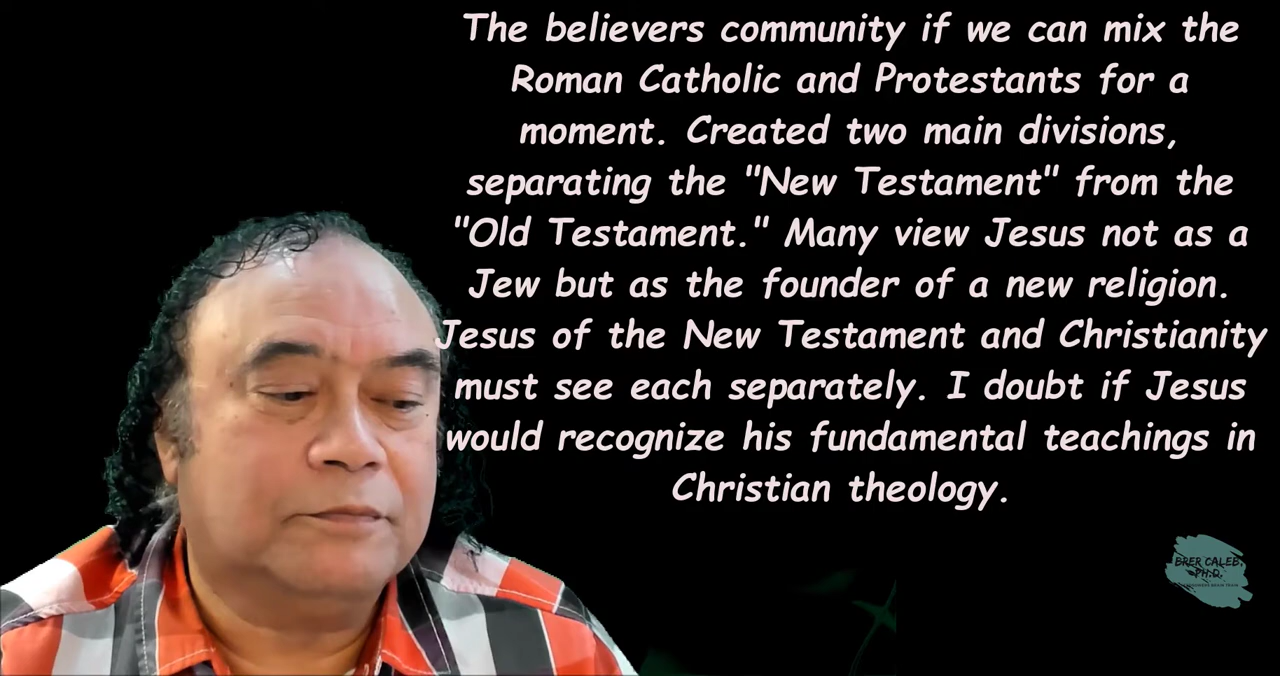 The believers community if we can mix the
Roman Catholic and Protestants for a
moment. Created two main divisions,
separating the "New Testament" from the
"Old Testament." Many view Jesus not as a
Jew but as the founder of a new religion.
Jesus of the New Testament and Christianity
must see each separately. I doubt if Jesus
would recognize his fundamental teachings in
Christian theology.
BRER CALEB,
PH.D.